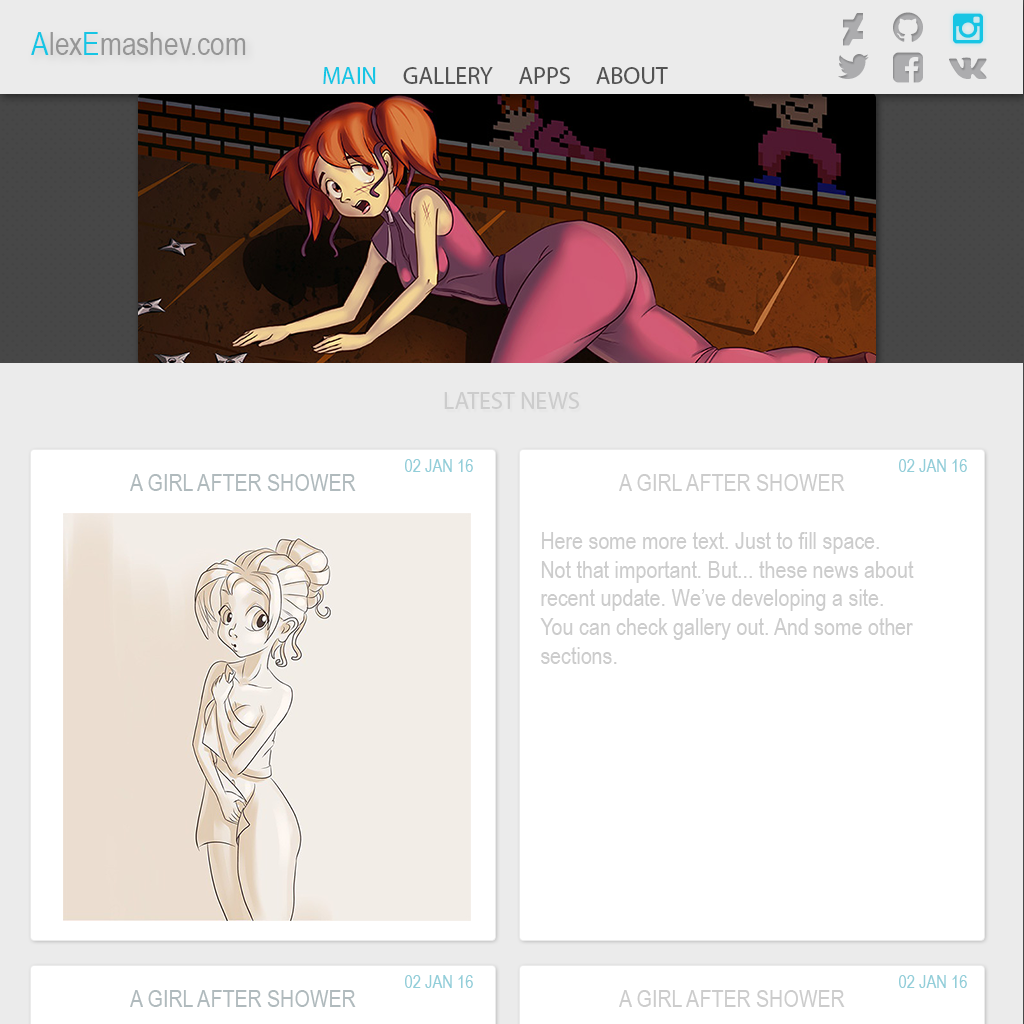 AlexEmashev.com
MAIN GALLERY APPS ABOUT
LATEST NEWS
02 JAN 16
A GIRL AFTER SHOWER
02 JAN 16
A GIRL AFTER SHOWER
Here some more text. Just to fill space.
Not that important. But... these news about
recent update. We’ve developing a site.
You can check gallery out. And some other
sections.
02 JAN 16
A GIRL AFTER SHOWER
02 JAN 16
A GIRL AFTER SHOWER